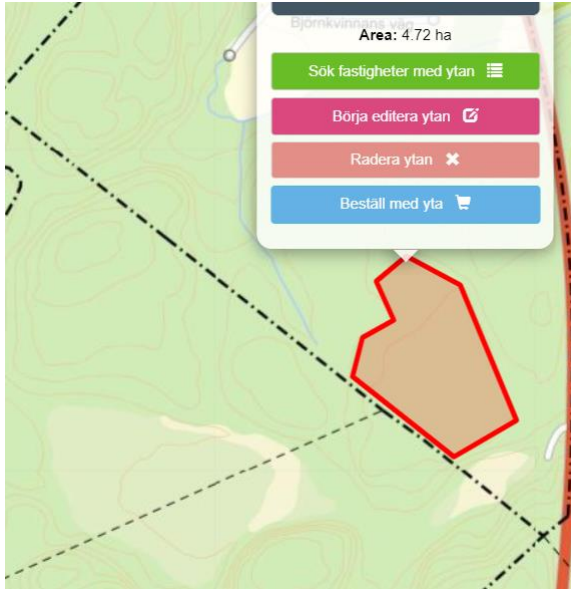 Björnkvinnans väg
Area: 4.72 ha
Sök fastigheter med ytan
Börja editera ytan
Radera ytan
Beställ med yta